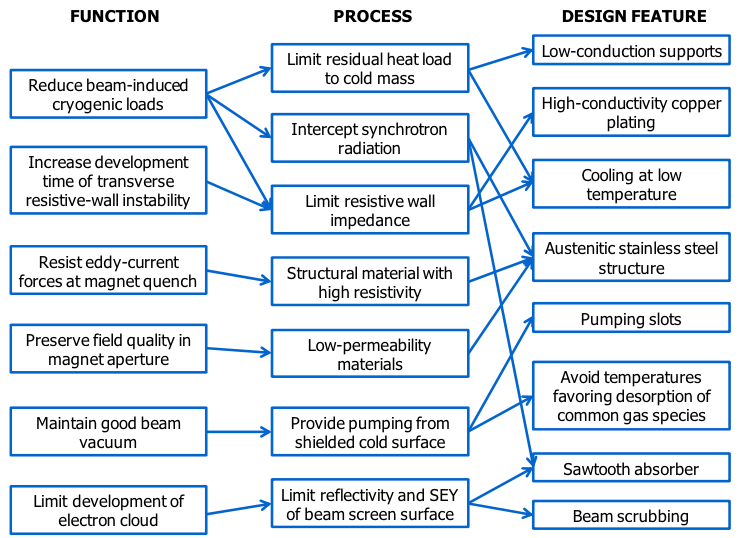 FUNCTION
PROCESS
DESIGN FEATURE
Reduce beam-induced
cryogenic loads
Increase development
time of transverse
resistive-wall instability
Resist eddy-current
forces at magnet quench
Preserve field quality in
magnet aperture
Maintain good beam
vacuum
Limit development of
electron cloud
Limit residual heat load
to cold mass
Intercept synchrotron
radiation
Limit resistive wall
impedance
Structural material with
high resistivity
Low-permeability
materials
Provide pumping from
shielded cold surface
Limit reflectivity and SEY
of beam screen surface
Low-conduction supports
High-conductivity copper
plating
Cooling at low
temperature
Austenitic stainless steel
structure
Pumping slots
Avoid temperatures
favoring desorption of
common gas species
Sawtooth absorber
Beam scrubbing